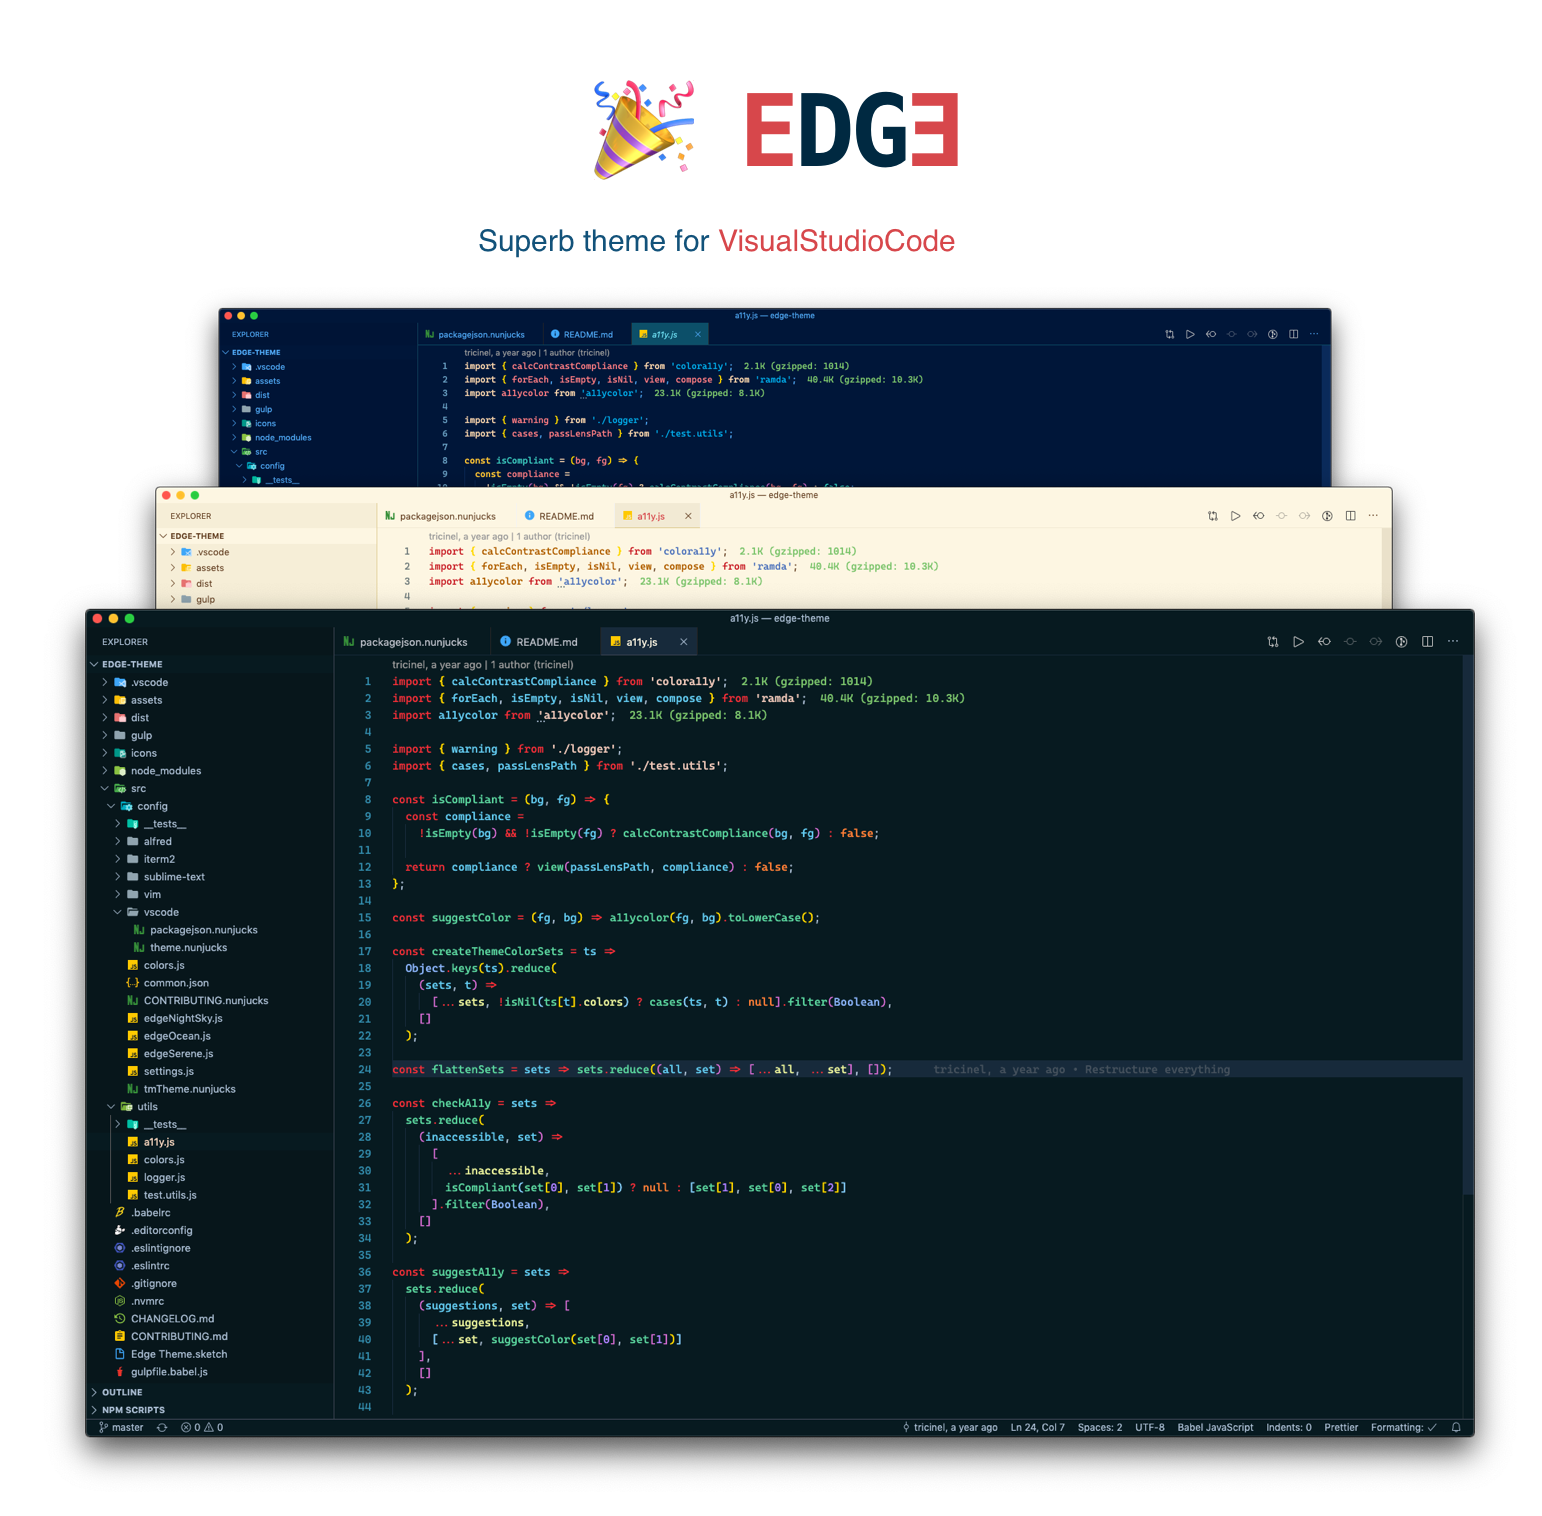 EDGE
Superb theme for VisualStudioCode
a11y.js — edge-theme
EXPLORER
packagejson.nunjucks
README.md
a11y.js
EDGE-THEME
.vscode
assets
dist
gulp
icons
node_modules
src
config
__tests__
tricinel, a year ago | 1 author (tricinel)
1 import { calcContrastCompliance } from 'colora11y'; 2.1K (gzipped: 1014)
2 import { forEach, isEmpty, isNil, view, compose } from 'ramda'; 40.4K (gzipped: 10.3K)
3 import a11ycolor from 'a11ycolor'; 23.1K (gzipped: 8.1K)
4
5 import { warning } from './logger';
6 import { cases, passLensPath } from './test.utils';
7
8 const isCompliant = (bg, fg) => {
9 const compliance =
a11y.js — edge-theme
EXPLORER
packagejson.nunjucks
README.md
a11y.js
EDGE-THEME
.vscode
assets
dist
gulp
tricinel, a year ago | 1 author (tricinel)
1 import { calcContrastCompliance } from 'colora11y'; 2.1K (gzipped: 1014)
2 import { forEach, isEmpty, isNil, view, compose } from 'ramda'; 40.4K (gzipped: 10.3K)
3 import a11ycolor from 'a11ycolor'; 23.1K (gzipped: 8.1K)
4
a11y.js — edge-theme
EXPLORER
packagejson.nunjucks
README.md
a11y.js
EDGE-THEME
.vscode
assets
dist
gulp
icons
node_modules
src
config
__tests__
alfred
iterm2
sublime-text
vim
vscode
packagejson.nunjucks
theme.nunjucks
colors.js
common.json
CONTRIBUTING.nunjucks
edgeNightSky.js
edgeOcean.js
edgeSerene.js
settings.js
tmTheme.nunjucks
utils
__tests__
a11y.js
colors.js
logger.js
test.utils.js
.babelrc
.editorconfig
.eslintignore
.eslintrc
.gitignore
.nvmrc
CHANGELOG.md
CONTRIBUTING.md
Edge Theme.sketch
gulpfile.babel.js
OUTLINE
NPM SCRIPTS
tricinel, a year ago | 1 author (tricinel)
1 import { calcContrastCompliance } from 'colora11y'; 2.1K (gzipped: 1014)
2 import { forEach, isEmpty, isNil, view, compose } from 'ramda'; 40.4K (gzipped: 10.3K)
3 import a11ycolor from 'a11ycolor'; 23.1K (gzipped: 8.1K)
4
5 import { warning } from './logger';
6 import { cases, passLensPath } from './test.utils';
7
8 const isCompliant = (bg, fg) => {
9 const compliance =
10 !isEmpty(bg) && !isEmpty(fg) ? calcContrastCompliance(bg, fg) : false;
11
12 return compliance ? view(passLensPath, compliance) : false;
13 };
14
15 const suggestColor = (fg, bg) => a11ycolor(fg, bg).toLowerCase();
16
17 const createThemeColorSets = ts =>
18 Object.keys(ts).reduce(
19 (sets, t) =>
20 [...sets, !isNil(ts[t].colors) ? cases(ts, t) : null].filter(Boolean),
21 []
22 );
23
24 const flattenSets = sets => sets.reduce((all, set) => [...all, ...set], []); tricinel, a year ago • Restructure everything
25
26 const checkA11y = sets =>
27 sets.reduce(
28 (inaccessible, set) =>
29 [
30 ...inaccessible,
31 isCompliant(set[0], set[1]) ? null : [set[1], set[0], set[2]]
32 ].filter(Boolean),
33 []
34 );
35
36 const suggestA11y = sets =>
37 sets.reduce(
38 (suggestions, set) => [
39 ...suggestions,
40 [...set, suggestColor(set[0], set[1])]
41 ],
42 []
43 );
44
master 0 0 tricinel, a year ago Ln 24, Col 7 Spaces: 2 UTF-8 Babel JavaScript Indents: 0 Prettier Formatting: ✓